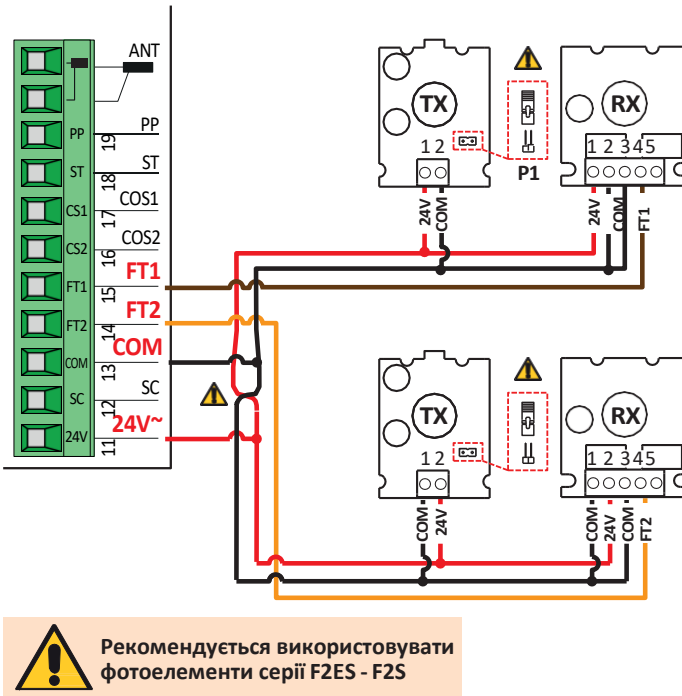 ANT
PP 19 PP
ST 18 ST
CS1 17 COS1
CS2 16 COS2
FT1 15 FT1
FT2 14 FT2
COM 13 COM
SC 12 SC
24V 11 24V~
TX
1 2
24V COM
P1
RX
1 2 3 4 5
24V COM FT1
TX
1 2
COM 24V
RX
1 2 3 4 5
COM 24V COM FT2
Рекомендується використовувати
фотоелементи серії F2ES - F2S